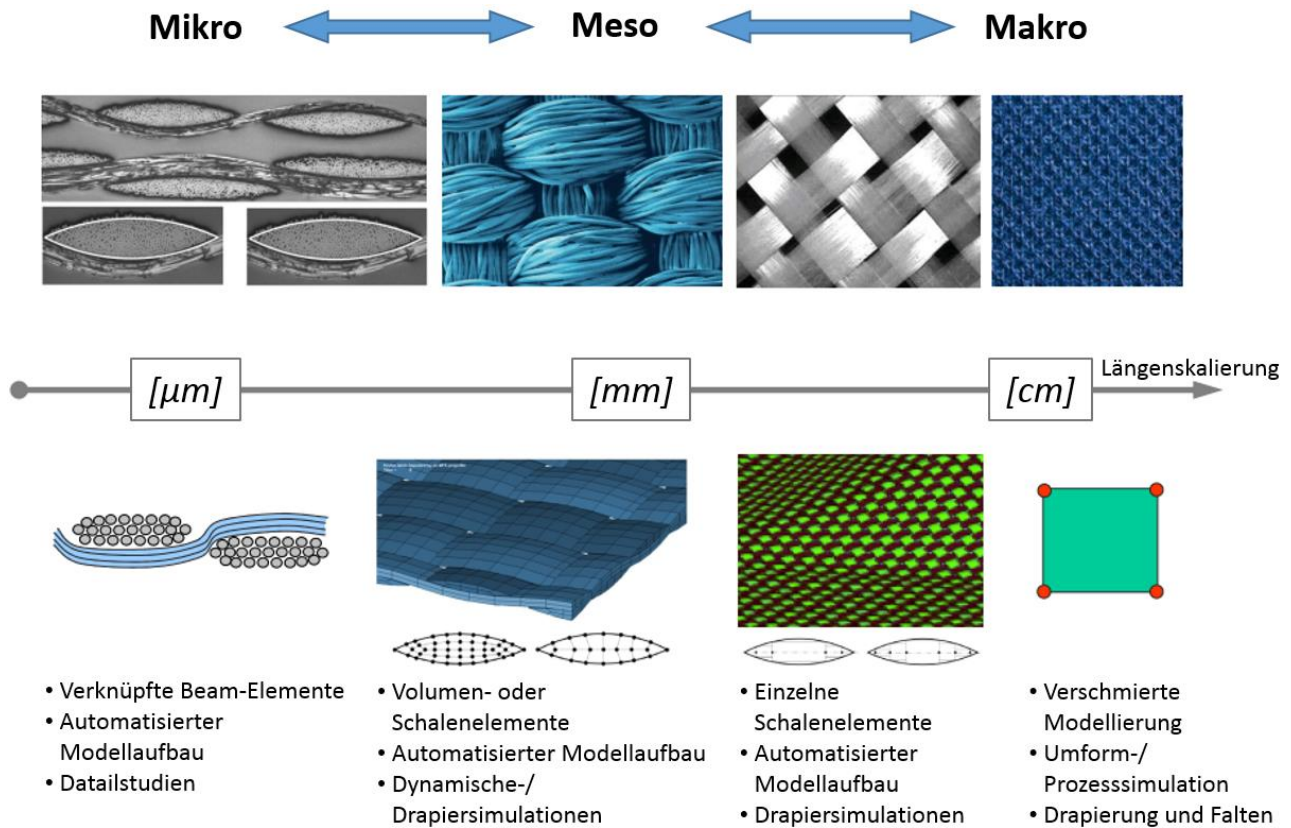 Mikro
Meso
Makro
[µm]
[mm]
[cm]
Längenskalierung
• Verknüpfte Beam-Elemente
• Automatisierter
Modellaufbau
• Datailstudien
• Volumen- oder
Schalenelemente
• Automatisierter Modellaufbau
• Dynamische-/
Drapiersimulationen
• Einzelne
Schalenelemente
• Automatisierter
Modellaufbau
• Drapiersimulationen
• Verschmierte
Modellierung
• Umform-/
Prozesssimulation
• Drapierung und Falten